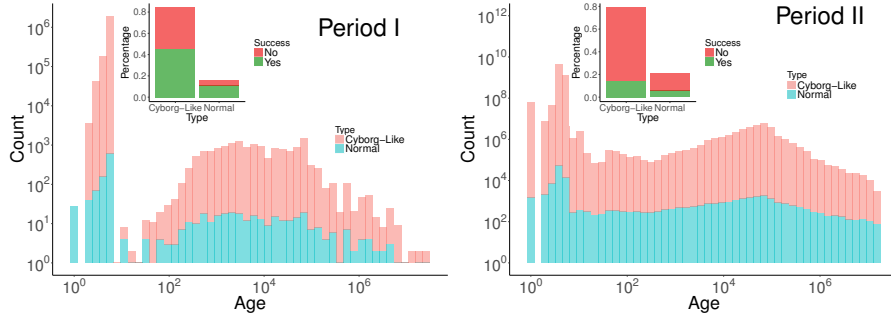 Period I
Percentage
0.8
0.6
0.4
0.2
0.0
Cyborg-Like Normal
Type
Success
No
Yes
Type
Cyborg-Like
Normal
Count
10^6
10^5
10^4
10^3
10^2
10^1
10^0
10^0 10^2 10^4 10^6
Age
Period II
Percentage
0.8
0.6
0.4
0.2
0.0
Cyborg-Like Normal
Type
Success
No
Yes
Type
Cyborg-Like
Normal
Count
10^12
10^10
10^8
10^6
10^4
10^2
10^0
10^0 10^2 10^4 10^6
Age